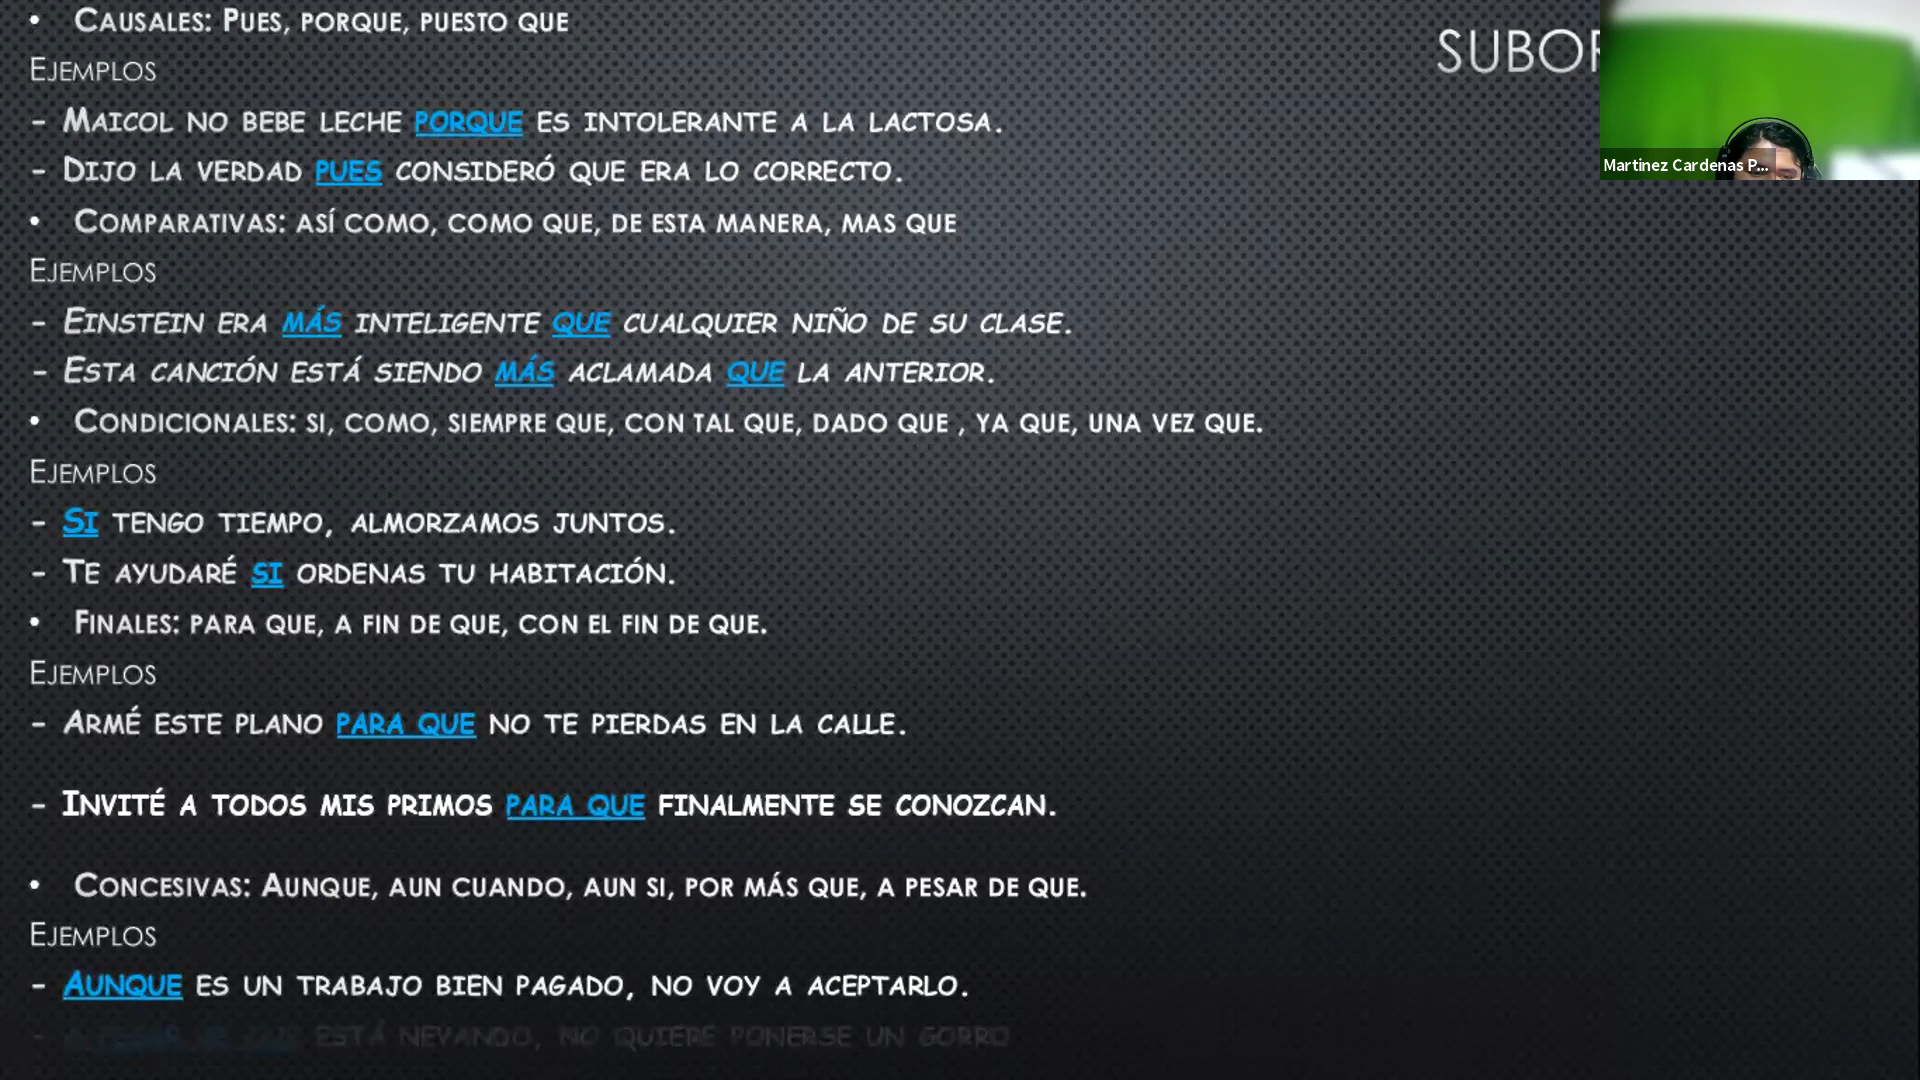 • Causales: Pues, porque, puesto que
Ejemplos
- Maicol no bebe leche porque es intolerante a la lactosa.
- Dijo la verdad pues consideró que era lo correcto.
• Comparativas: así como, como que, de esta manera, mas que
Ejemplos
- Einstein era más inteligente que cualquier niño de su clase.
- Esta canción está siendo más aclamada que la anterior.
• Condicionales: si, como, siempre que, con tal que, dado que , ya que, una vez que.
Ejemplos
- Si tengo tiempo, almorzamos juntos.
- Te ayudaré si ordenas tu habitación.
• Finales: para que, a fin de que, con el fin de que.
Ejemplos
- Armé este plano para que no te pierdas en la calle.
- Invité a todos mis primos para que finalmente se conozcan.
• Concesivas: Aunque, aun cuando, aun si, por más que, a pesar de que.
Ejemplos
- Aunque es un trabajo bien pagado, no voy a aceptarlo.
- está nevando, no quiere ponerse un gorro
SUBOR
Martinez Cardenas P...